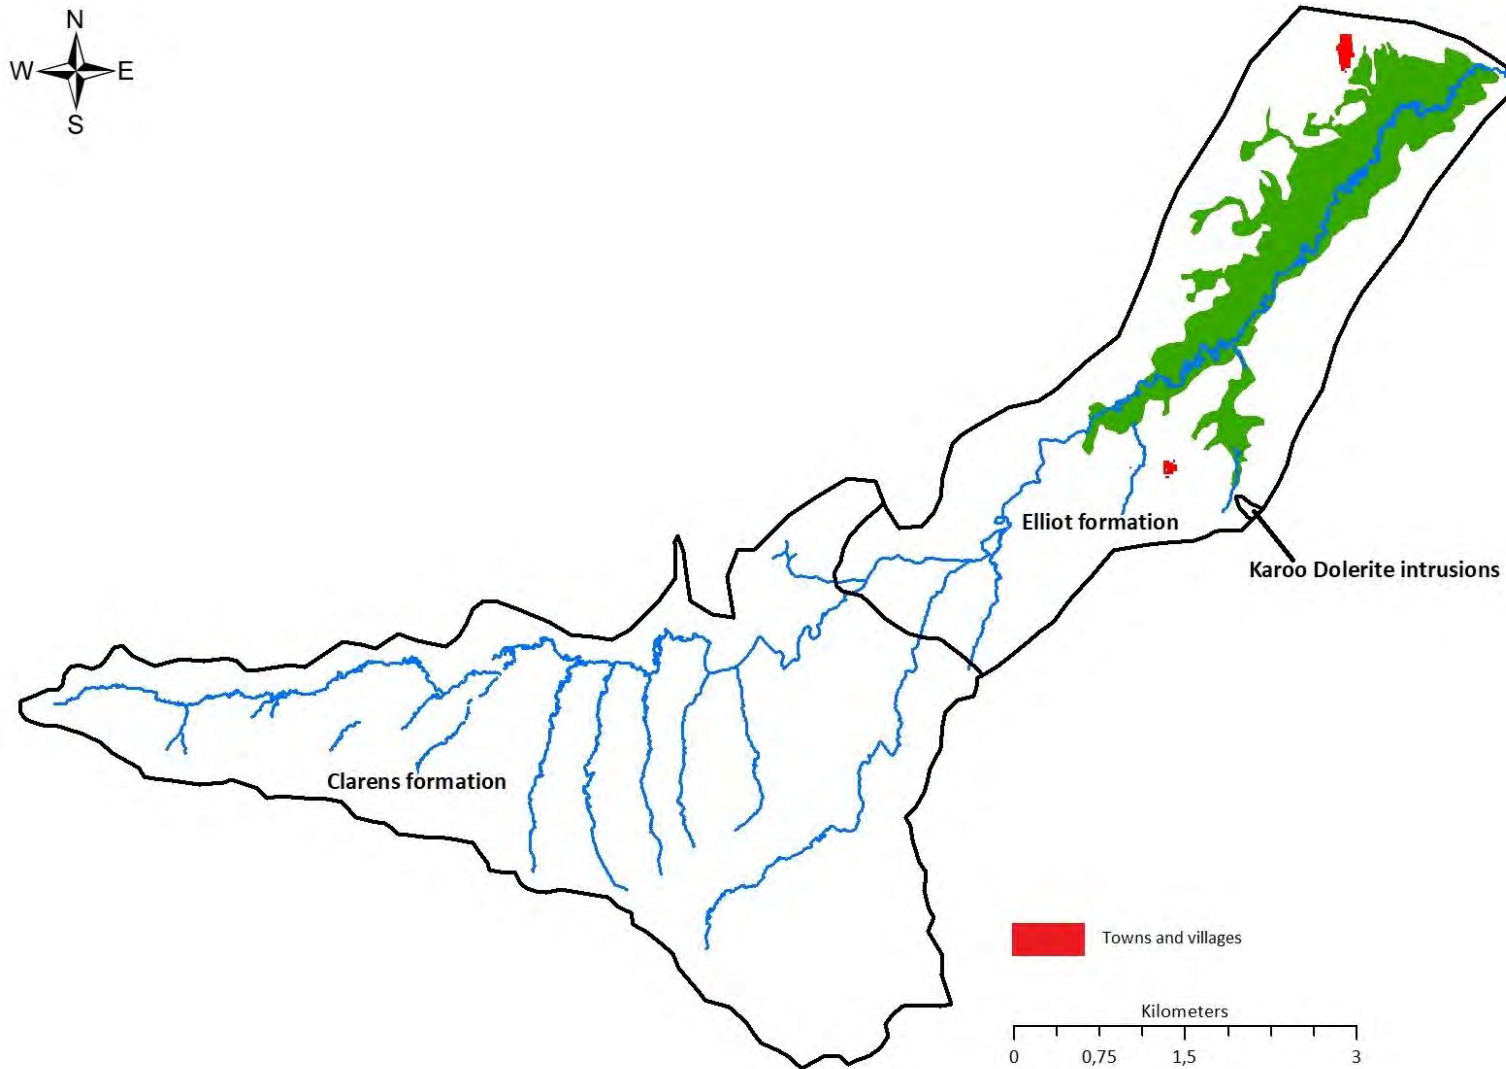 N
W E
S
Elliot formation
Karoo Dolerite intrusions
Clarens formation
Towns and villages
Kilometers
0 0,75 1,5 3